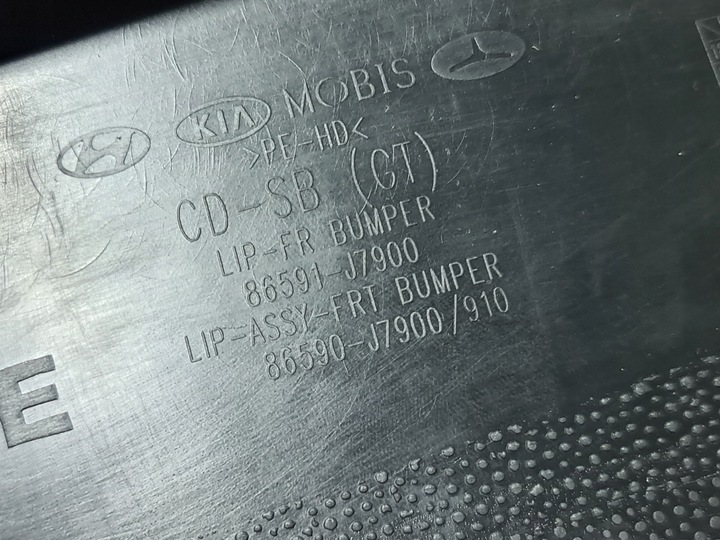 KIA MOBIS
>PE-HD<
CD-SB (GT)
LIP-FR BUMPER
86591-J7900
LIP-ASSY-FRT BUMPER
86590-J7900/910
E